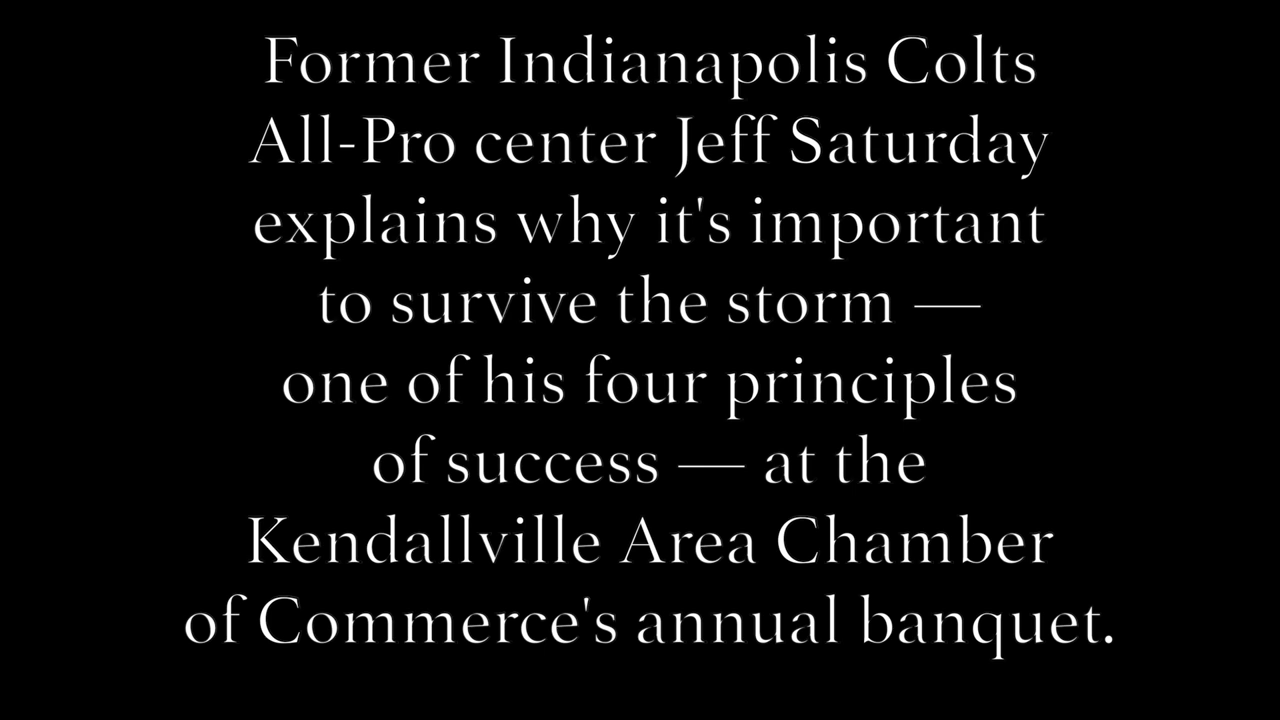 Former Indianapolis Colts
All-Pro center Jeff Saturday
explains why it's important
to survive the storm —
one of his four principles
of success — at the
Kendallville Area Chamber
of Commerce's annual banquet.